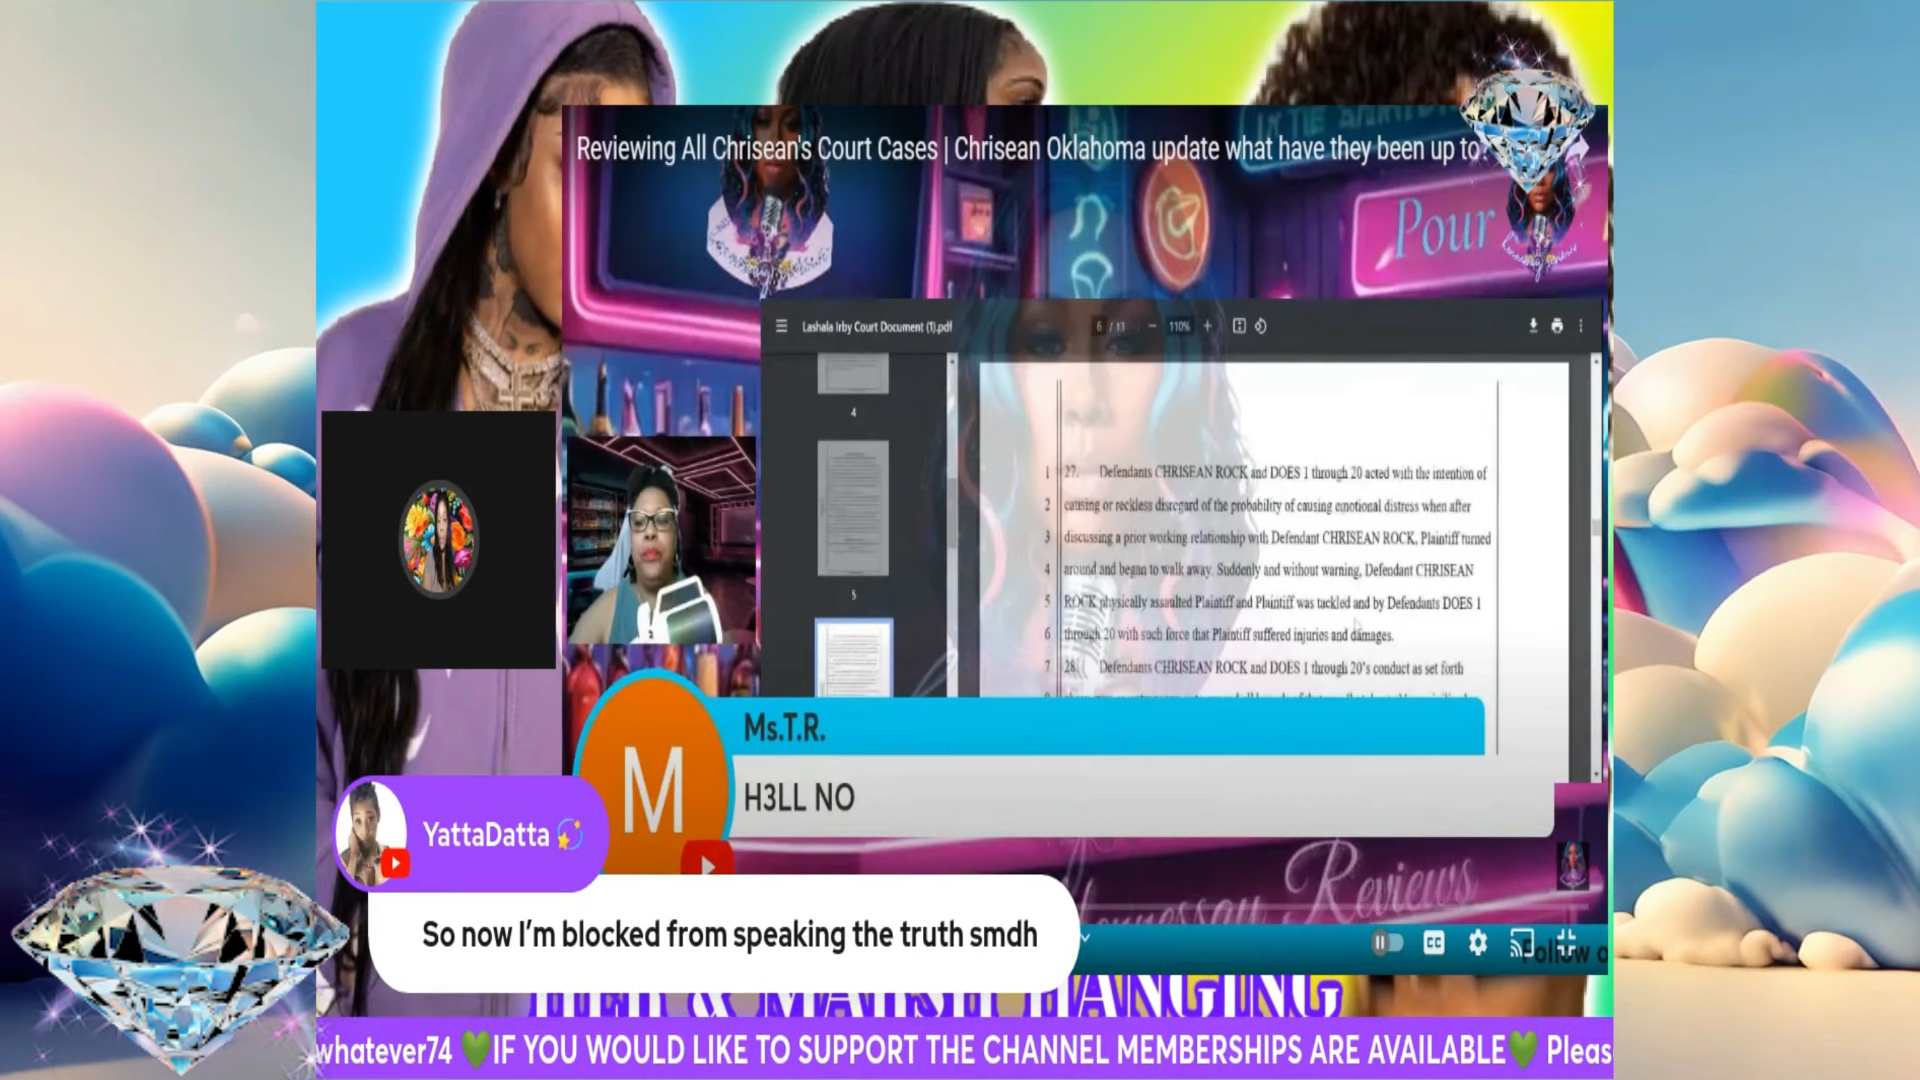 Reviewing All Chrisean's Court Cases | Chrisean Oklahoma update what have they been up to?
Pour
Lashala Irby Court Document (1).pdf
6 / 13
110%
4
5
1 27. Defendants CHRISEAN ROCK and DOES 1 through 20 acted with the intention of
2 causing or reckless disregard of the probability of causing emotional distress when after
3 discussing a prior working relationship with Defendant CHRISEAN ROCK, Plaintiff turned
4 around and began to walk away. Suddenly and without warning, Defendant CHRISEAN
5 ROCK physically assaulted Plaintiff and Plaintiff was tackled and by Defendants DOES 1
6 through 20 with such force that Plaintiff suffered injuries and damages.
7 28. Defendants CHRISEAN ROCK and DOES 1 through 20's conduct as set forth
Ms.T.R.
M
H3LL NO
YattaDatta 💫
So now I'm blocked from speaking the truth smdh
Reviews
CC
Follow o
HANGING
whatever74 💚IF YOU WOULD LIKE TO SUPPORT THE CHANNEL MEMBERSHIPS ARE AVAILABLE💚 Pleas